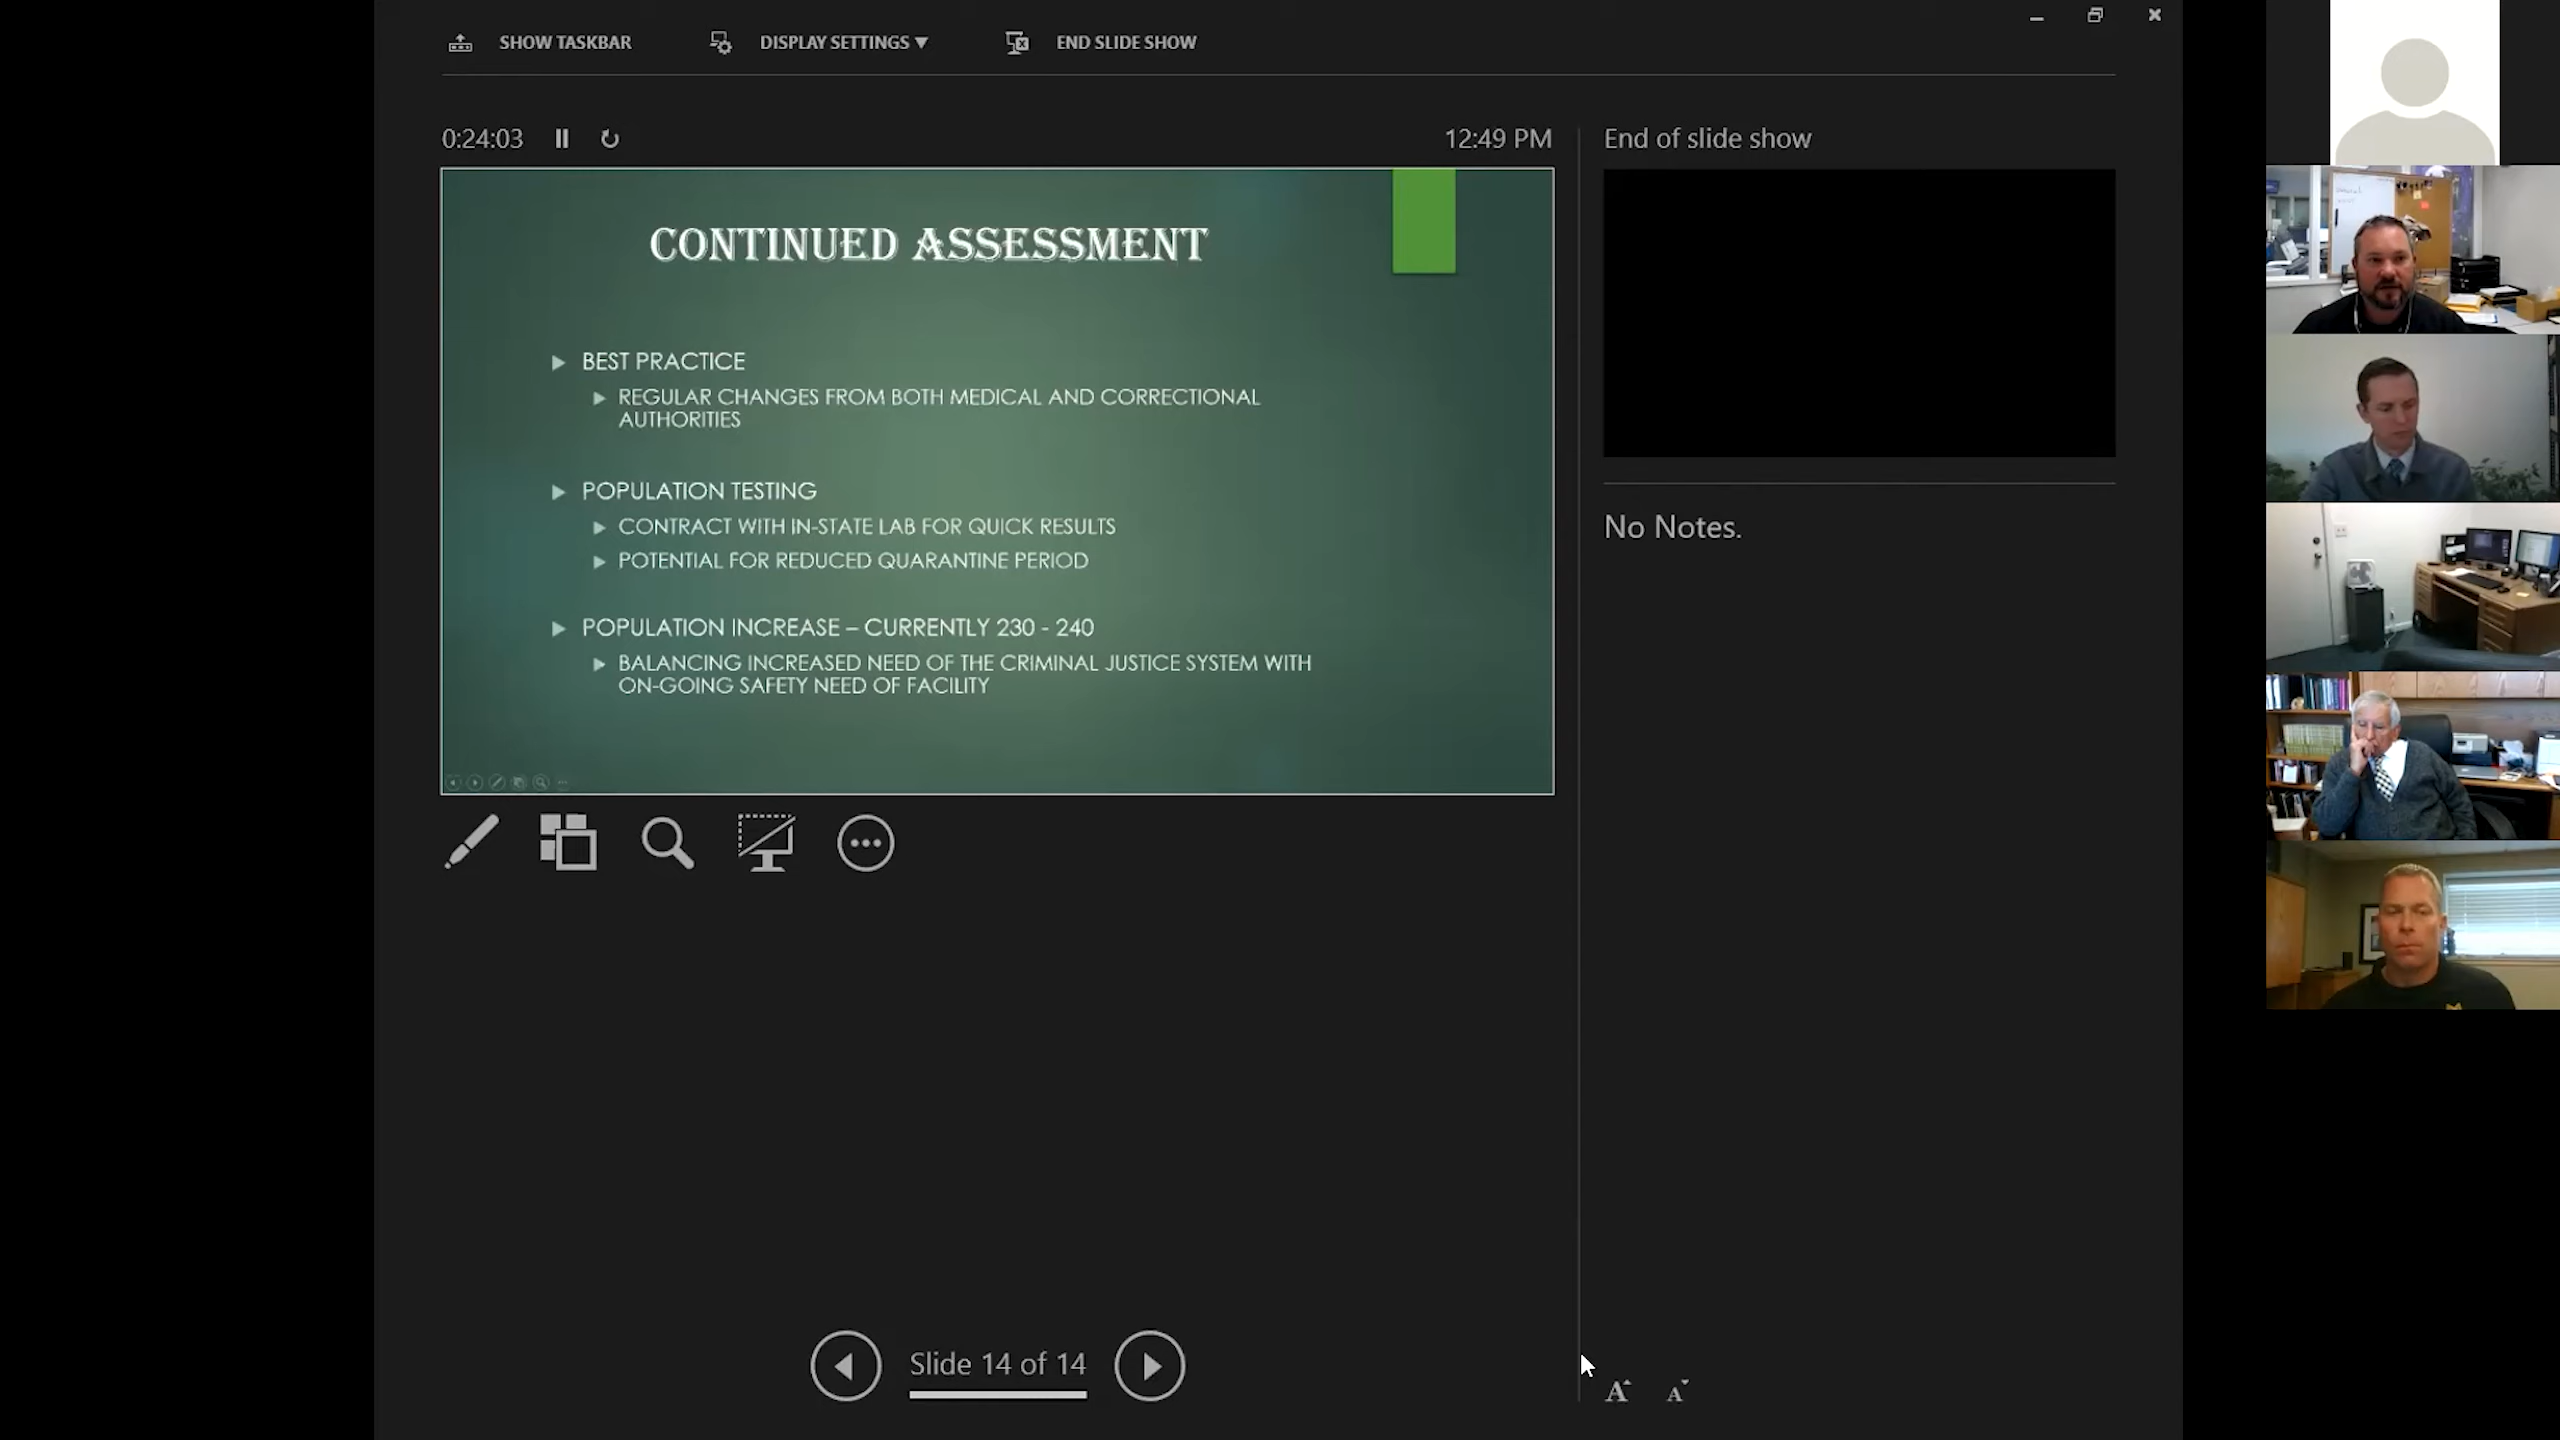 SHOW TASKBAR
DISPLAY SETTINGS ▼
END SLIDE SHOW
0:24:03
12:49 PM
CONTINUED ASSESSMENT
BEST PRACTICE
REGULAR CHANGES FROM BOTH MEDICAL AND CORRECTIONAL
AUTHORITIES
POPULATION TESTING
CONTRACT WITH IN-STATE LAB FOR QUICK RESULTS
POTENTIAL FOR REDUCED QUARANTINE PERIOD
POPULATION INCREASE – CURRENTLY 230 - 240
BALANCING INCREASED NEED OF THE CRIMINAL JUSTICE SYSTEM WITH
ON-GOING SAFETY NEED OF FACILITY
Slide 14 of 14
End of slide show
No Notes.
A A